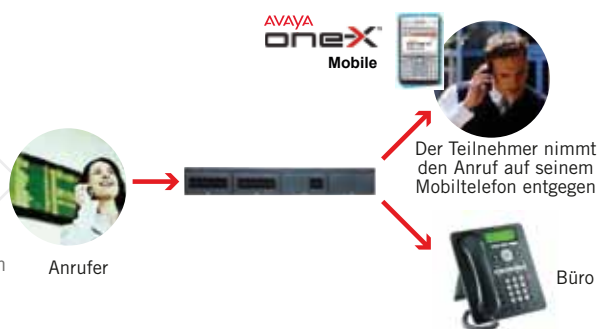 AVAYA
one-X
Mobile
Der Teilnehmer nimmt
den Anruf auf seinem
Mobiltelefon entgegen
n
Anrufer
Büro